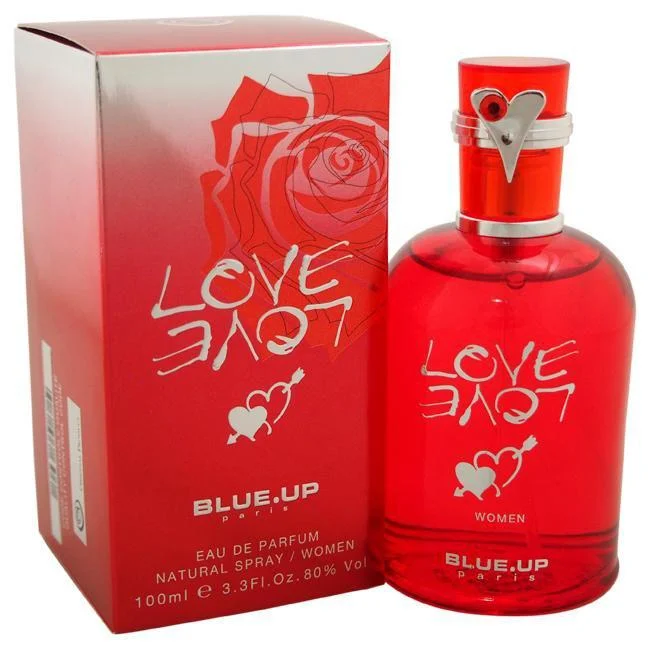 LOVE
LOVE
BLUE.UP
paris
EAU DE PARFUM
NATURAL SPRAY / WOMEN
100ml e 3.3Fl.Oz. 80% Vol
LOVE
LOVE
WOMEN
BLUE.UP
paris